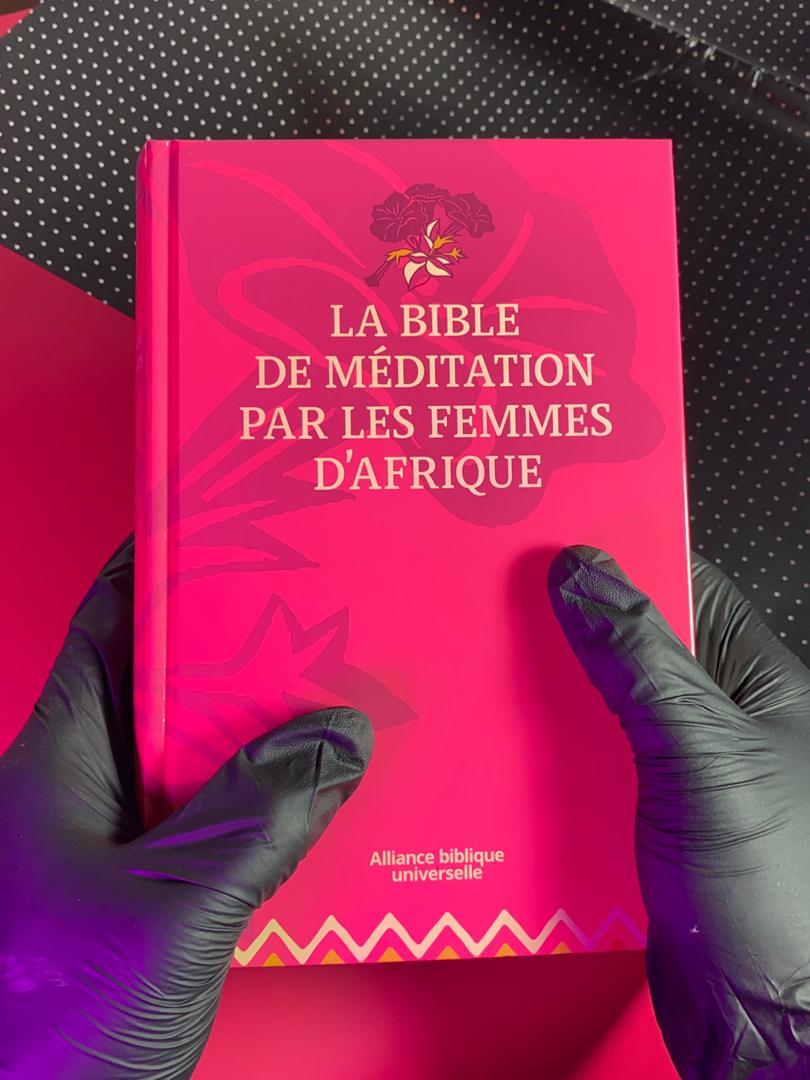 LA BIBLE
DE MÉDITATION
PAR LES FEMMES
D'AFRIQUE
Alliance biblique
universelle